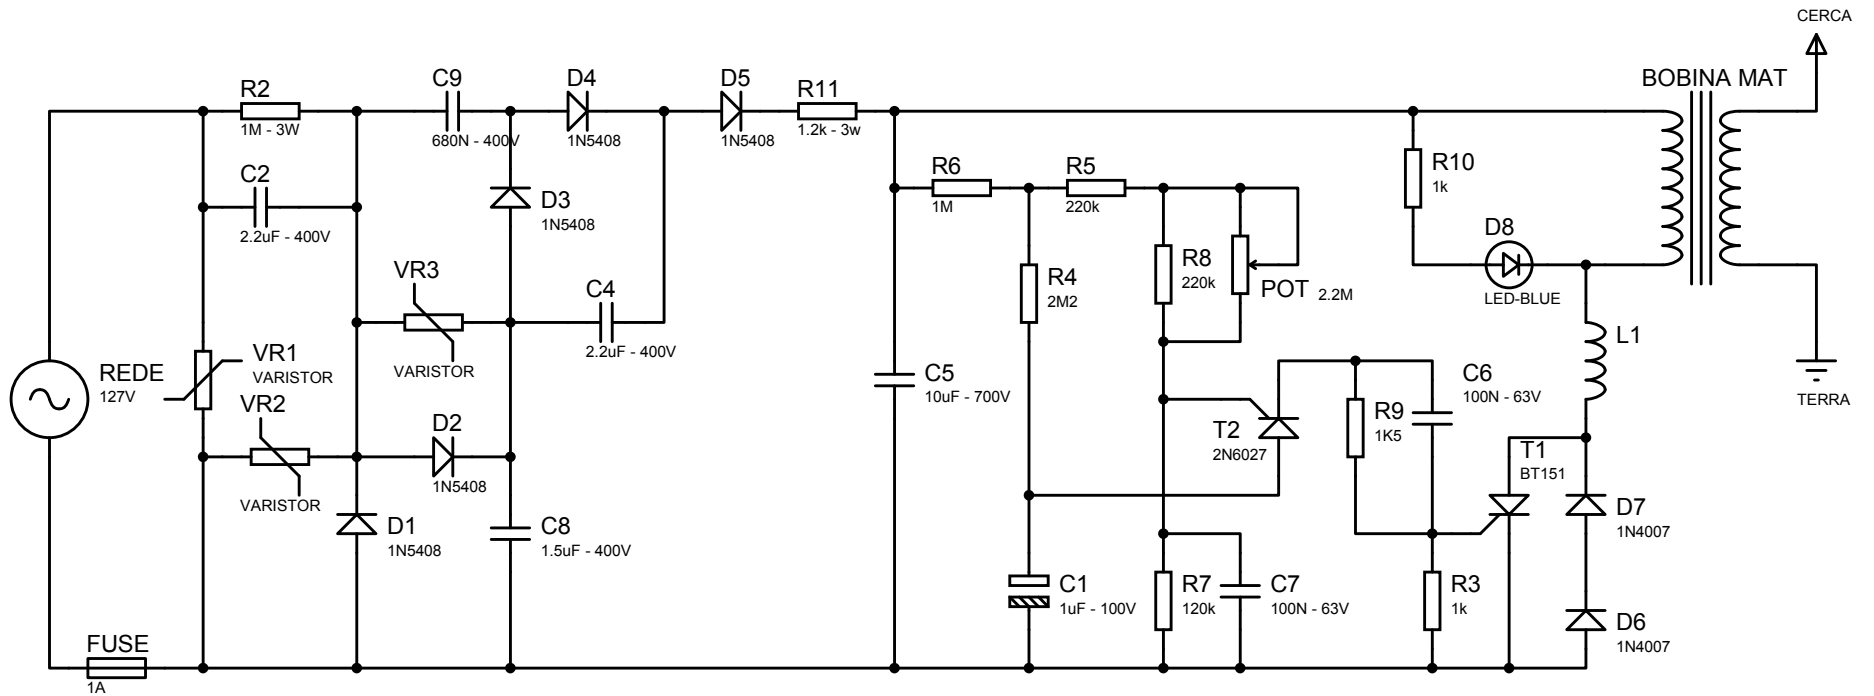 CERCA
BOBINA MAT
R2
1M - 3W
C9
680N - 400V
D4
1N5408
D5
1N5408
R11
1.2k - 3w
C2
2.2uF - 400V
D3
1N5408
R6
1M
R5
220k
R10
1k
D8
LED-BLUE
VR3
VARISTOR
C4
2.2uF - 400V
R4
2M2
R8
220k
POT 2.2M
L1
REDE
127V
VR1
VARISTOR
C5
10uF - 700V
T2
2N6027
R9
1K5
C6
100N - 63V
TERRA
VR2
VARISTOR
D2
1N5408
T1
BT151
D1
1N5408
C8
1.5uF - 400V
D7
1N4007
C1
1uF - 100V
R7
120k
C7
100N - 63V
R3
1k
D6
1N4007
FUSE
1A